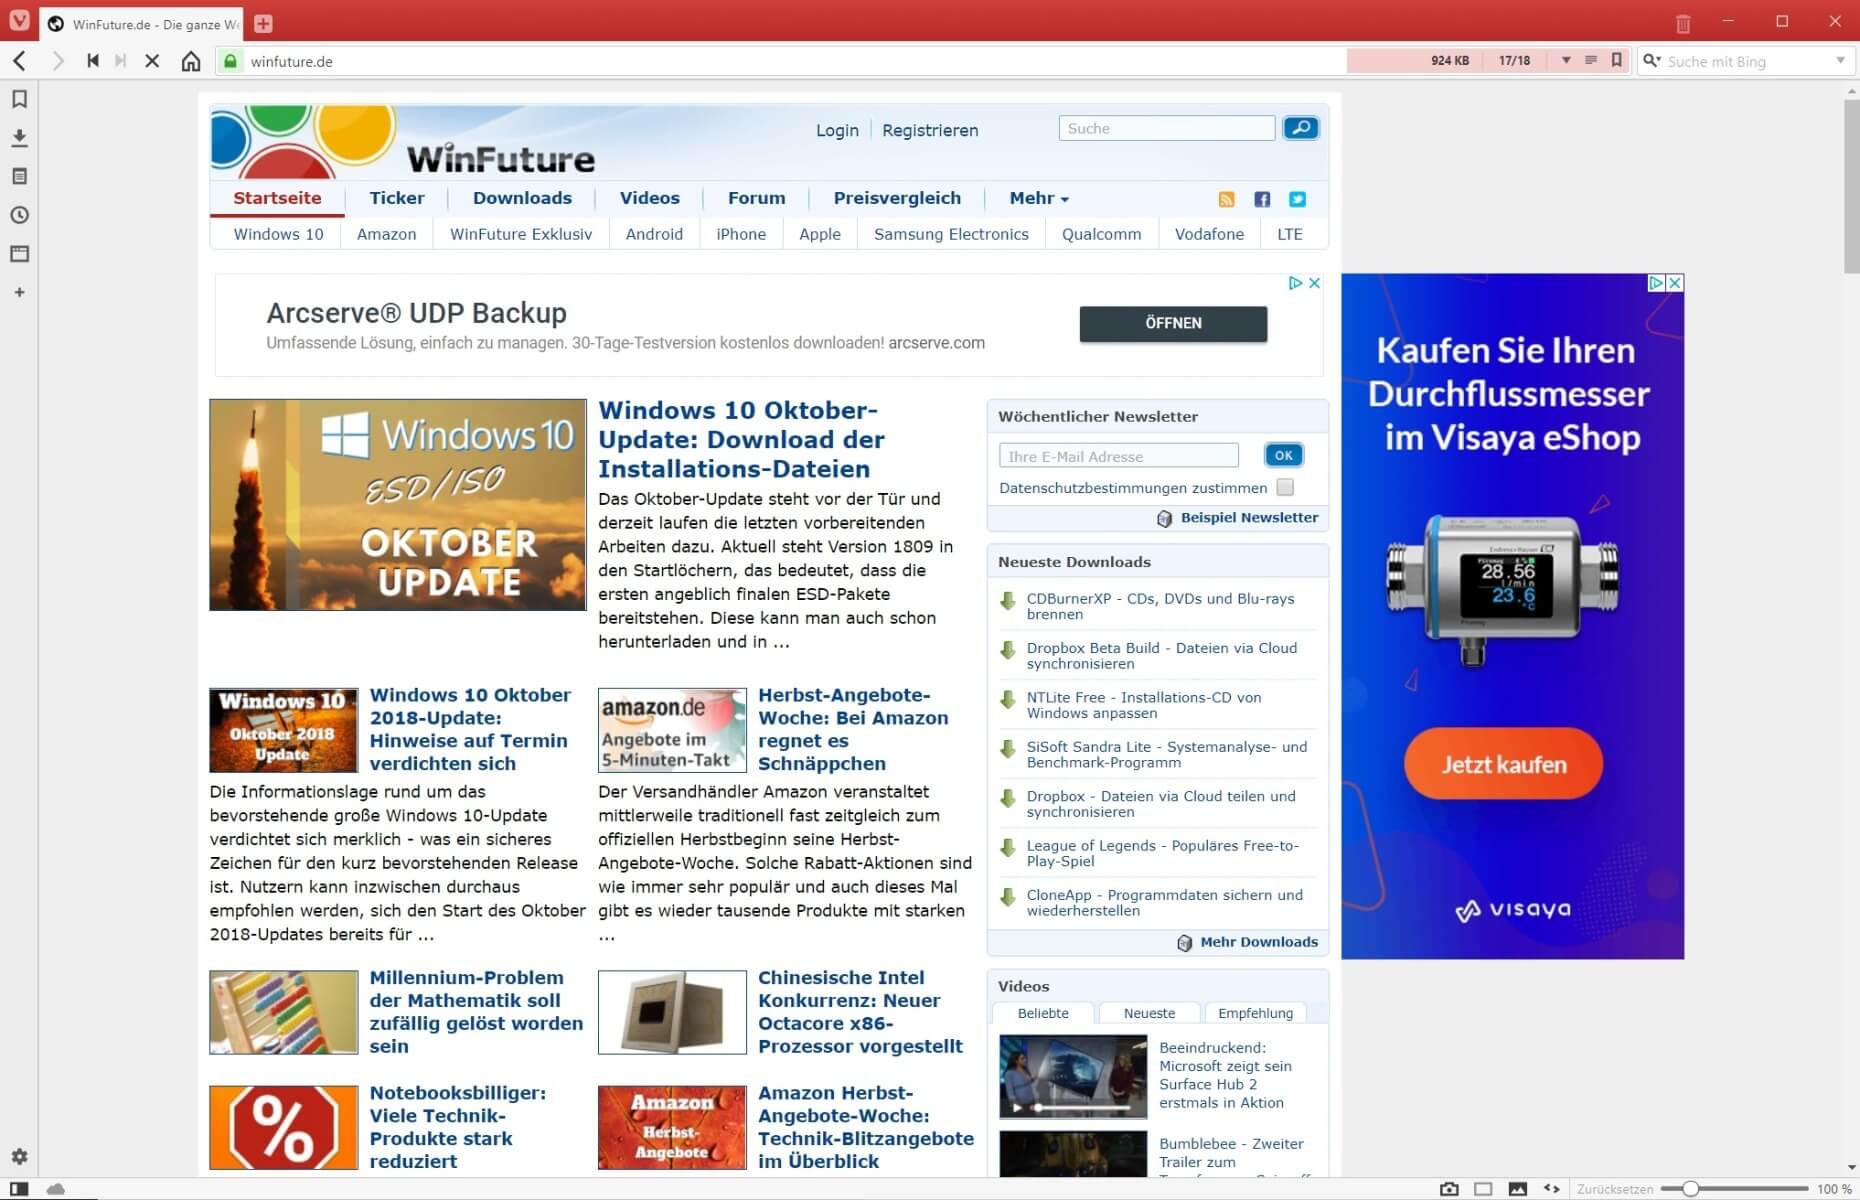 WinFuture.de - Die ganze We
winfuture.de
924 KB
17/18
Suche mit Bing
WinFuture
Login
Registrieren
Suche
Startseite
Ticker
Downloads
Videos
Forum
Preisvergleich
Mehr
Windows 10
Amazon
WinFuture Exklusiv
Android
iPhone
Apple
Samsung Electronics
Qualcomm
Vodafone
LTE
Arcserve® UDP Backup
Umfassende Lösung, einfach zu managen. 30-Tage-Testversion kostenlos downloaden! arcserve.com
ÖFFNEN
Windows 10
ESD/ISO
OKTOBER
UPDATE
Windows 10 Oktober-
Update: Download der
Installations-Dateien
Das Oktober-Update steht vor der Tür und
derzeit laufen die letzten vorbereitenden
Arbeiten dazu. Aktuell steht Version 1809 in
den Startlöchern, das bedeutet, dass die
ersten angeblich finalen ESD-Pakete
bereitstehen. Diese kann man auch schon
herunterladen und in ...
Windows 10
Oktober 2018
Update
Windows 10 Oktober
2018-Update:
Hinweise auf Termin
verdichten sich
Die Informationslage rund um das
bevorstehende große Windows 10-Update
verdichtet sich merklich - was ein sicheres
Zeichen für den kurz bevorstehenden Release
ist. Nutzern kann inzwischen durchaus
empfohlen werden, sich den Start des Oktober
2018-Updates bereits für ...
amazon.de
Angebote im
5-Minuten-Takt
Herbst-Angebote-
Woche: Bei Amazon
regnet es
Schnäppchen
Der Versandhändler Amazon veranstaltet
mittlerweile traditionell fast zeitgleich zum
offiziellen Herbstbeginn seine Herbst-
Angebote-Woche. Solche Rabatt-Aktionen sind
wie immer sehr populär und auch dieses Mal
gibt es wieder tausende Produkte mit starken
...
Millennium-Problem
der Mathematik soll
zufällig gelöst worden
sein
Chinesische Intel
Konkurrenz: Neuer
Octacore x86-
Prozessor vorgestellt
%
Notebooksbilliger:
Viele Technik-
Produkte stark
reduziert
Amazon
Herbst-
Angebote
Amazon Herbst-
Angebote-Woche:
Technik-Blitzangebote
im Überblick
Wöchentlicher Newsletter
Ihre E-Mail Adresse
OK
Datenschutzbestimmungen zustimmen
Beispiel Newsletter
Neueste Downloads
CDBurnerXP - CDs, DVDs und Blu-rays
brennen
Dropbox Beta Build - Dateien via Cloud
synchronisieren
NTLite Free - Installations-CD von
Windows anpassen
SiSoft Sandra Lite - Systemanalyse- und
Benchmark-Programm
Dropbox - Dateien via Cloud teilen und
synchronisieren
League of Legends - Populäres Free-to-
Play-Spiel
CloneApp - Programmdaten sichern und
wiederherstellen
Mehr Downloads
Videos
Beliebte
Neueste
Empfehlung
Beeindruckend:
Microsoft zeigt sein
Surface Hub 2
erstmals in Aktion
Bumblebee - Zweiter
Trailer zum
Kaufen Sie Ihren
Durchflussmesser
im Visaya eShop
28.56
l/min
23.6
°C
Jetzt kaufen
visaya
Zurücksetzen
100 %